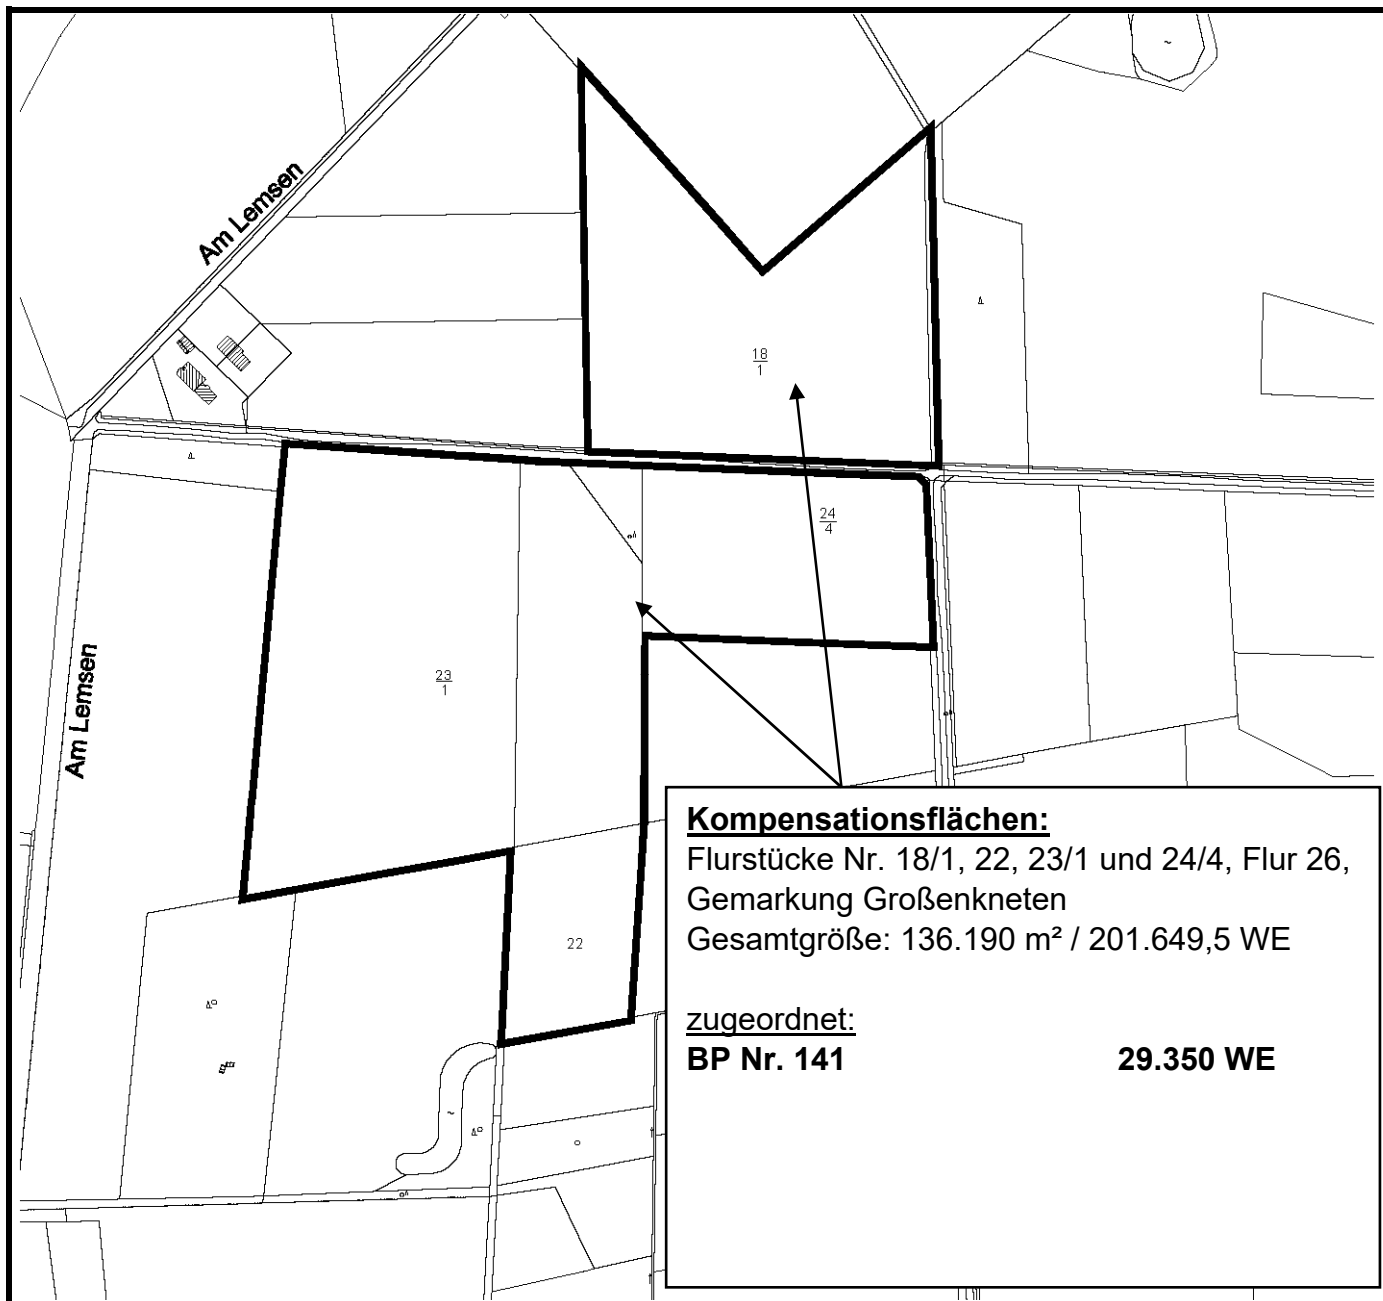 Am Lemsen
18
1
24
4
23
1
Am Lemsen
22
Kompensationsflächen:
Flurstücke Nr. 18/1, 22, 23/1 und 24/4, Flur 26,
Gemarkung Großenkneten
Gesamtgröße: 136.190 m² / 201.649,5 WE
zugeordnet:
BP Nr. 141 29.350 WE